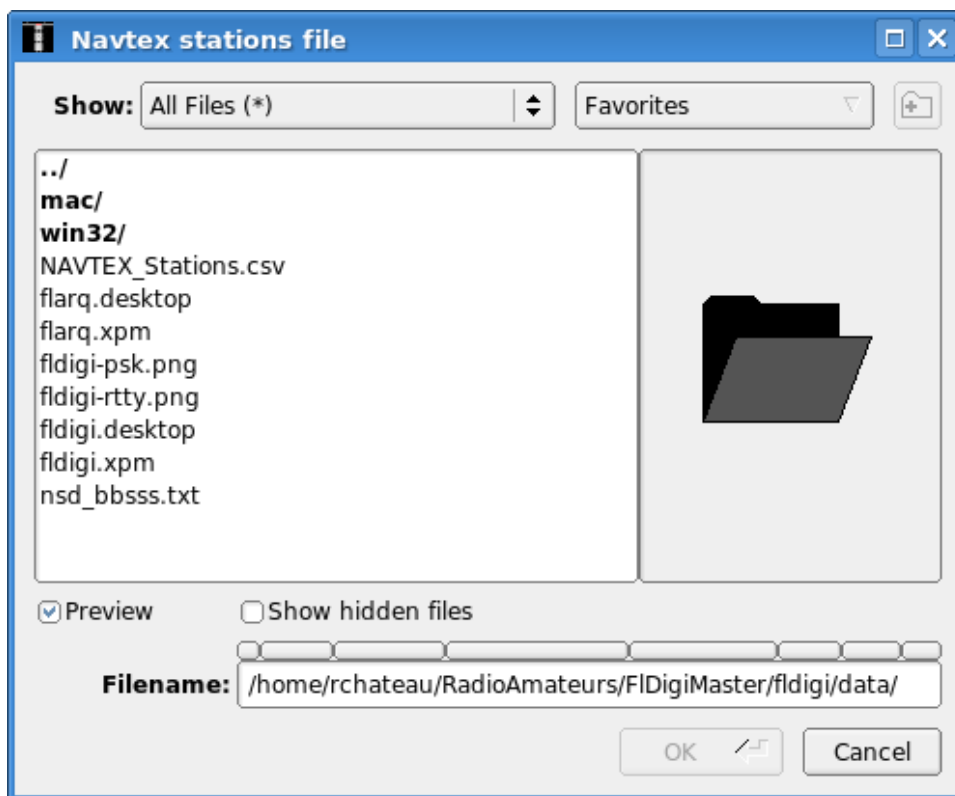 Navtex stations file
Show: All Files (*) Favorites
../
mac/
win32/
NAVTEX_Stations.csv
flarq.desktop
flarq.xpm
fldigi-psk.png
fldigi-rtty.png
fldigi.desktop
fldigi.xpm
nsd_bbsss.txt
Preview Show hidden files
Filename: /home/rchateau/RadioAmateurs/FlDigiMaster/fldigi/data/
OK Cancel